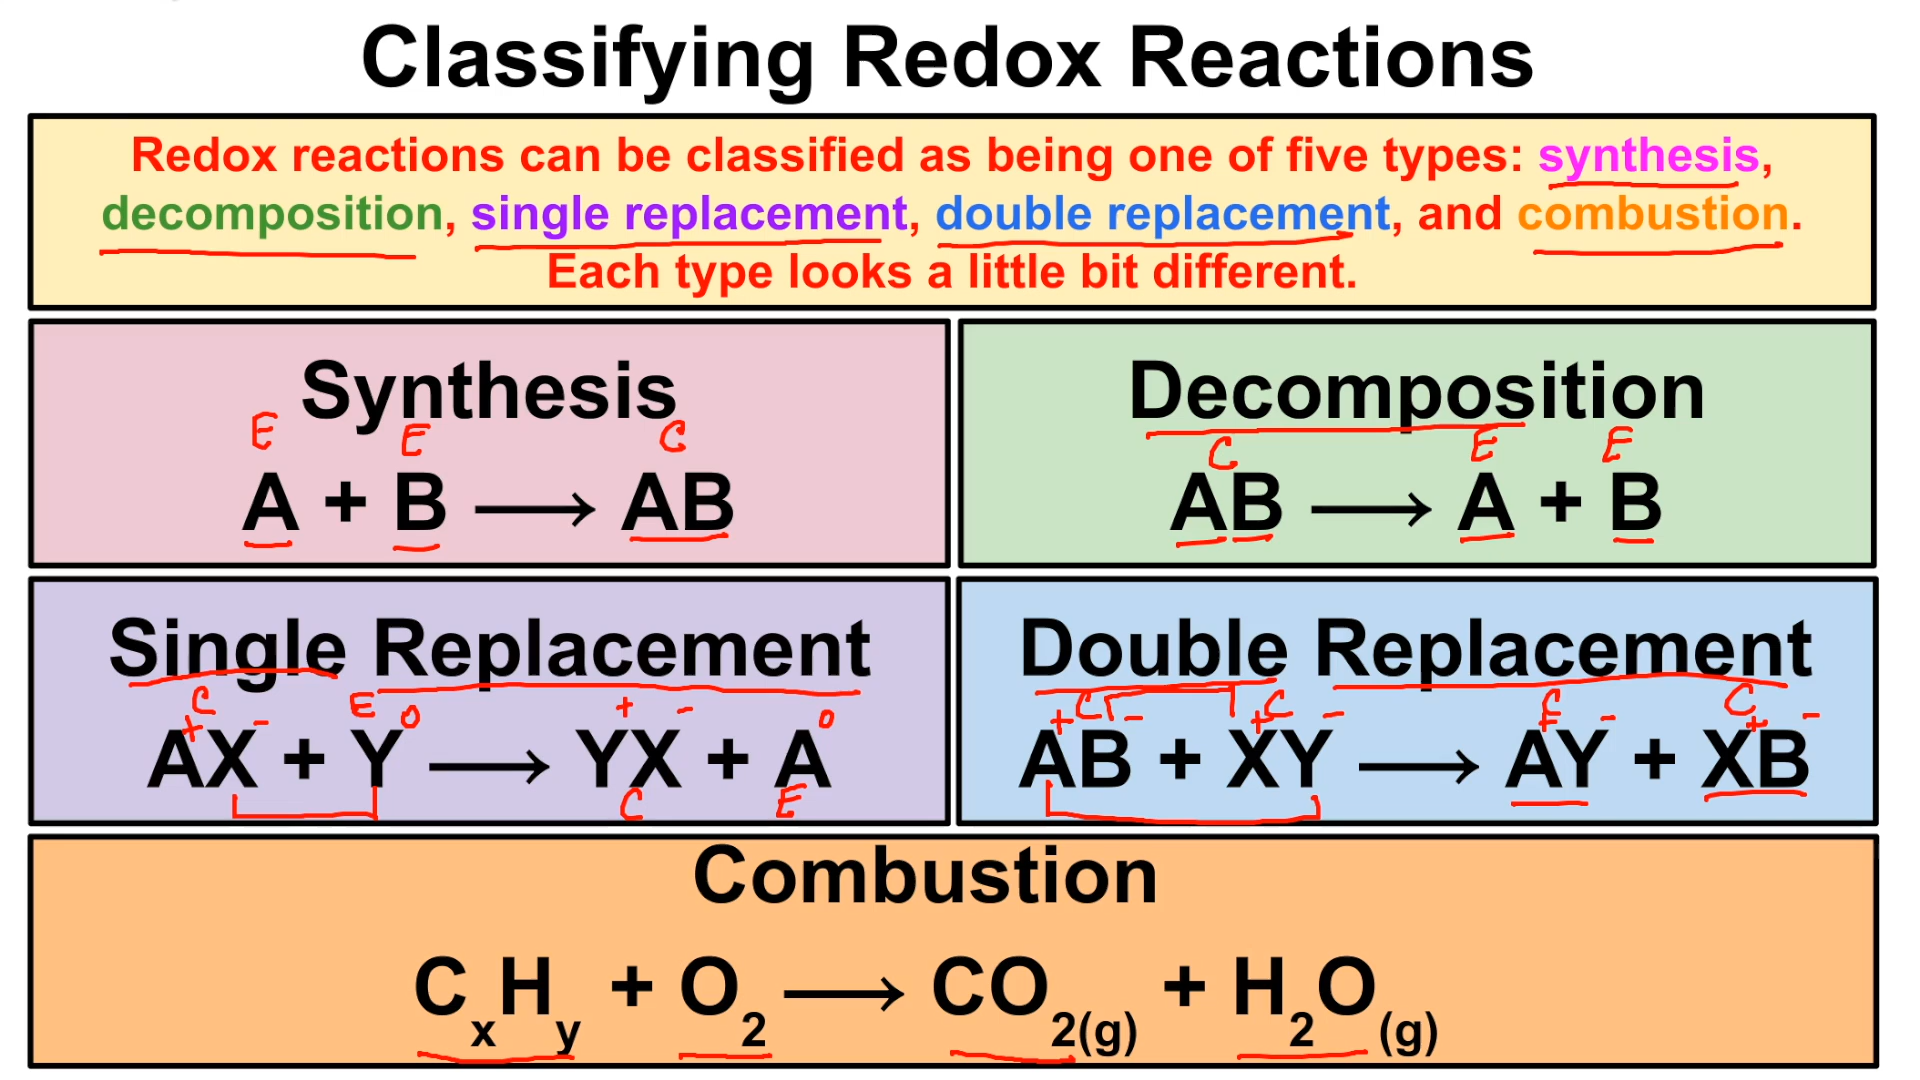 Classifying Redox Reactions
Redox reactions can be classified as being one of five types: synthesis,
decomposition, single replacement, double replacement, and combustion.
Each type looks a little bit different.
Synthesis
E E C
A + B ⟶ AB
Decomposition
C E E
AB ⟶ A + B
Single Replacement
C E 0 + - 0
+ -
AX + Y ⟶ YX + A
C E
Double Replacement
+ C - + C - + - C + -
AB + XY ⟶ AY + XB
Combustion
CxHy + O2 ⟶ CO2(g) + H2O(g)